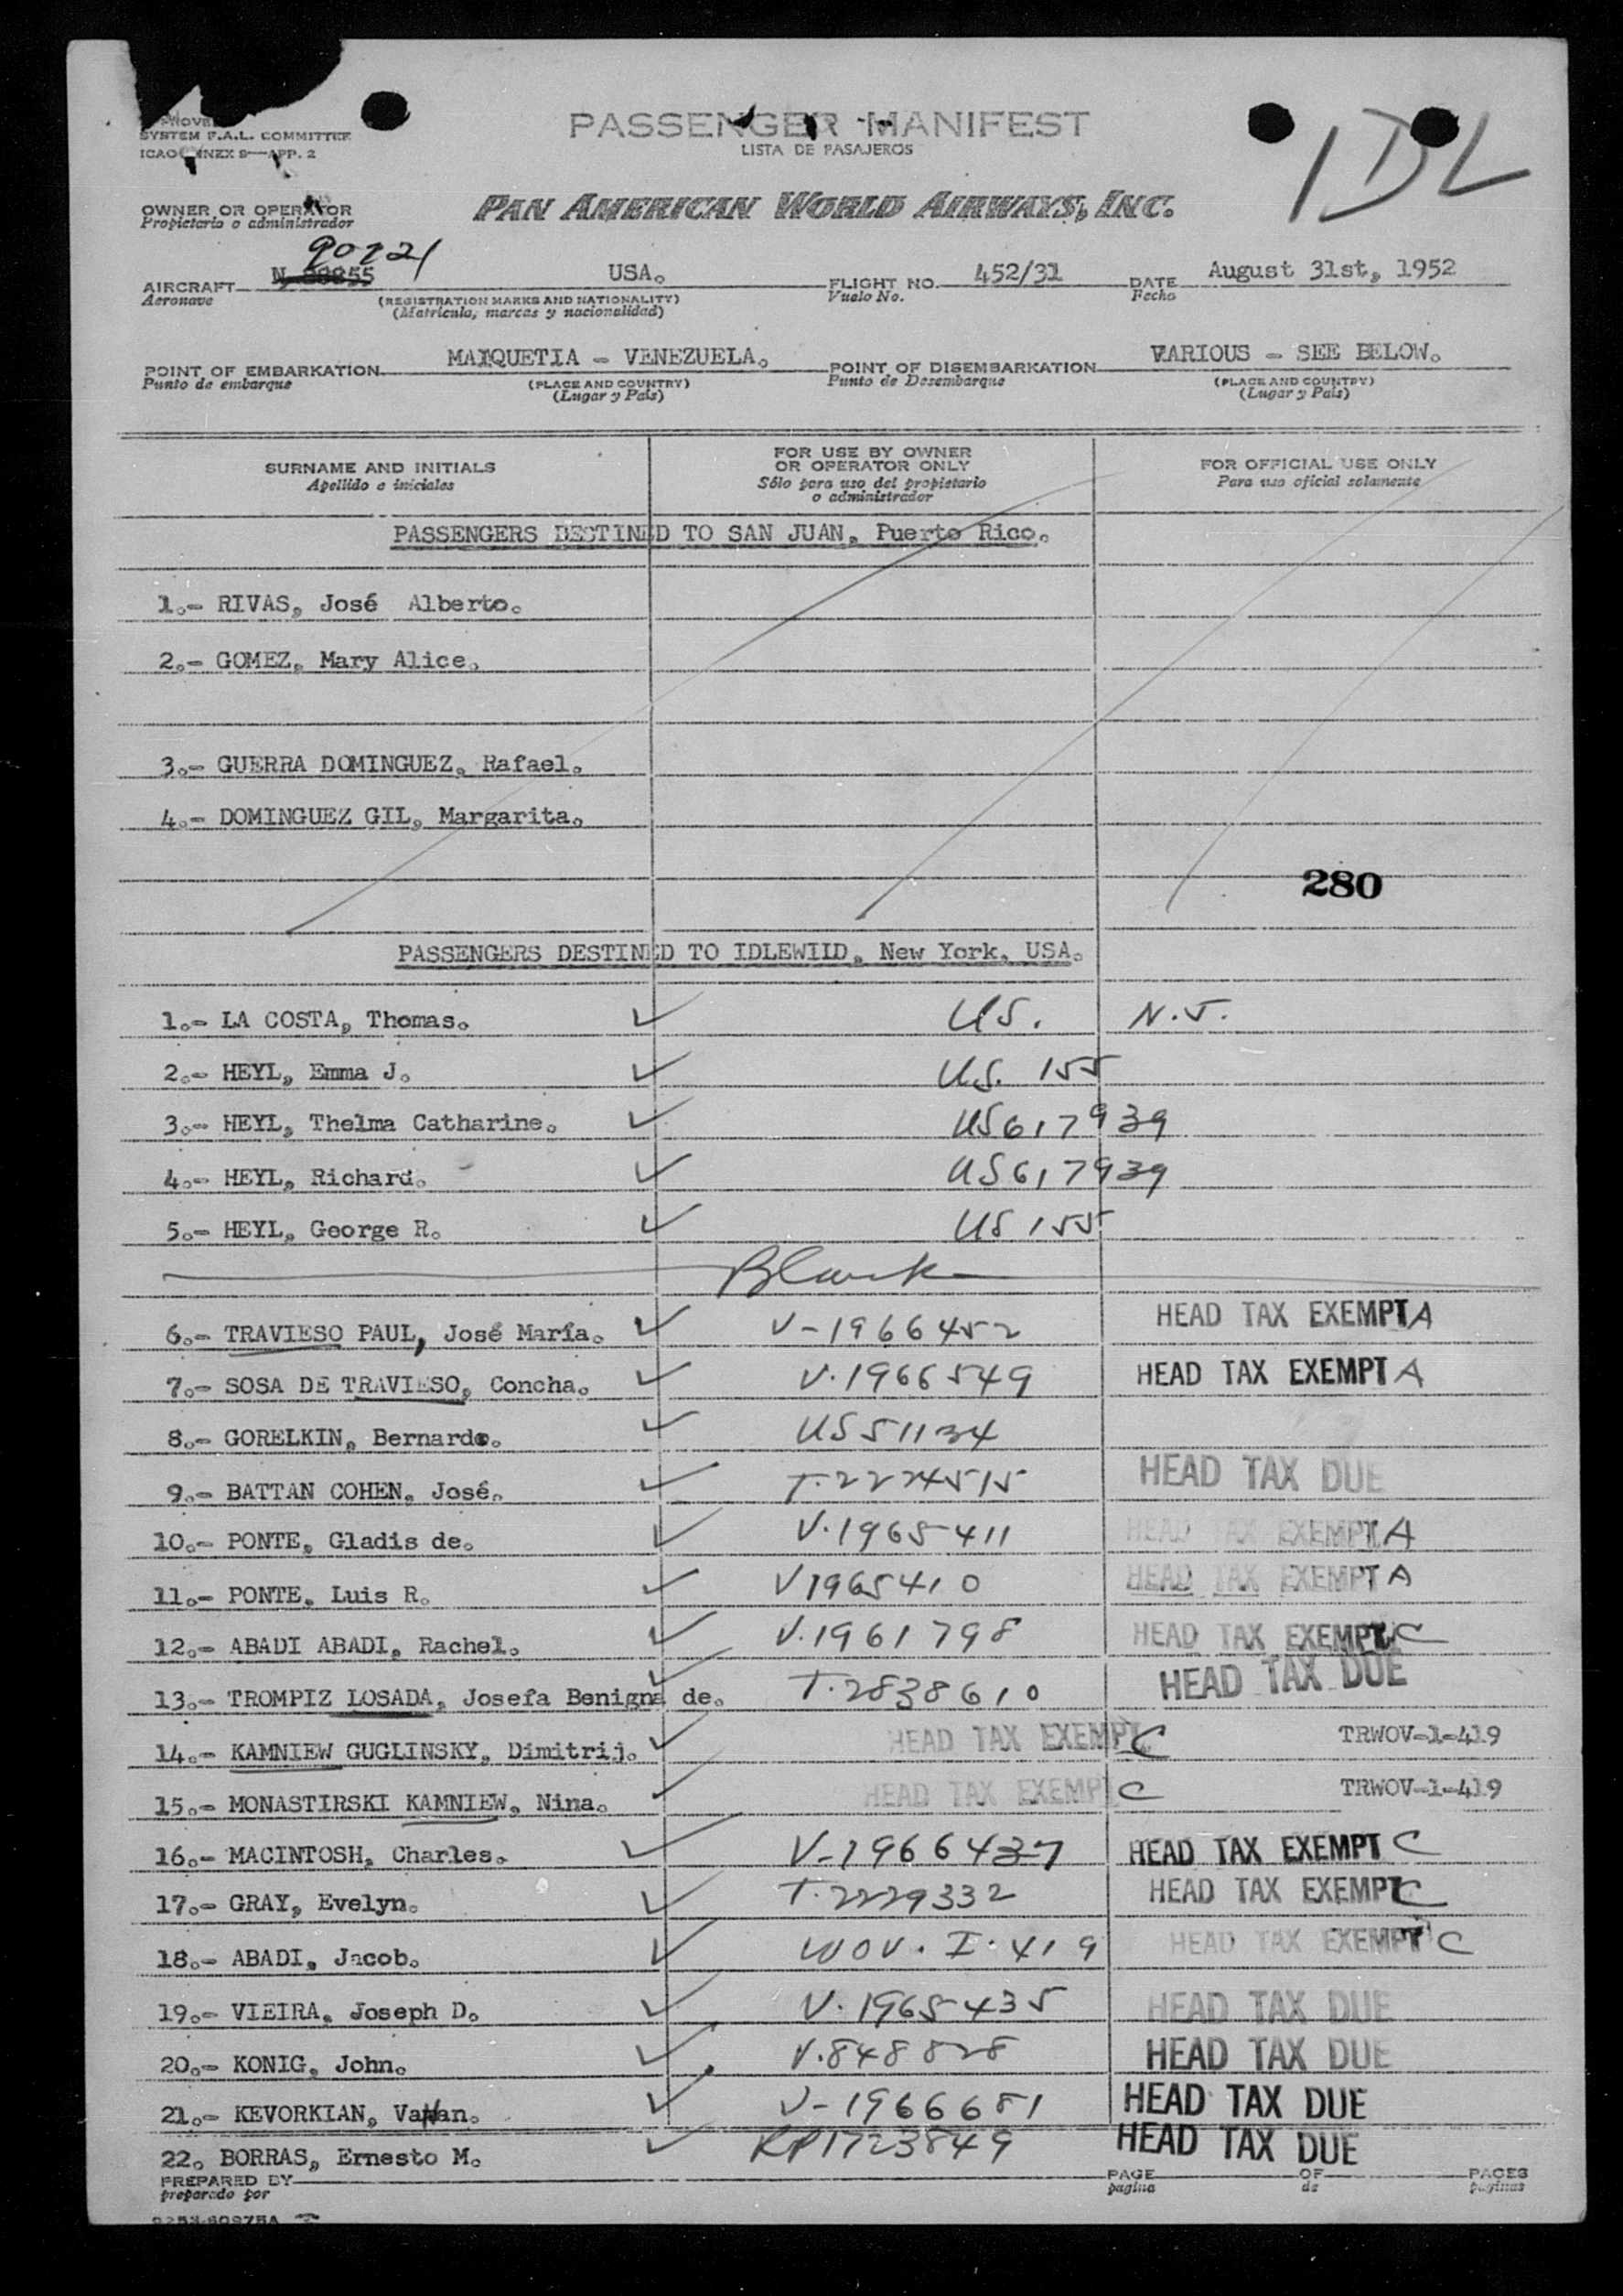 SYSTEM F.A.L. COMMITTEE
ICAO ANNEX 9—APP. 2
PASSENGER MANIFEST
LISTA DE PASAJEROS
IDL
OWNER OR OPERATOR
Propietario o administrador
PAN AMERICAN WORLD AIRWAYS, INC.
90221
AIRCRAFT N USA. FLIGHT NO. 452/31 DATE August 31st, 1952
Aeronave (REGISTRATION MARKS AND NATIONALITY) Vuelo No. Fecha
(Matrícula, marcas y nacionalidad)
POINT OF EMBARKATION MAIQUETIA - VENEZUELA. POINT OF DISEMBARKATION VARIOUS - SEE BELOW.
Punto de embarque (PLACE AND COUNTRY) Punto de Desembarque (PLACE AND COUNTRY)
(Lugar y País) (Lugar y País)
SURNAME AND INITIALS FOR USE BY OWNER OR OPERATOR ONLY FOR OFFICIAL USE ONLY
Apellido e iniciales Sólo para uso del propietario o administrador Para uso oficial solamente
PASSENGERS DESTINED TO SAN JUAN, Puerto Rico.
1.- RIVAS, José Alberto.
2.- GOMEZ, Mary Alice.
3.- GUERRA DOMINGUEZ, Rafael.
4.- DOMINGUEZ GIL, Margarita.
280
PASSENGERS DESTINED TO IDLEWILD, New York, USA.
1.- LA COSTA, Thomas. US. N.J.
2.- HEYL, Emma J. U.S. 155
3.- HEYL, Thelma Catharine. US617939
4.- HEYL, Richard. US617939
5.- HEYL, George R. US 155
Blank
6.- TRAVIESO PAUL, José María. V-1966452 HEAD TAX EXEMPT A
7.- SOSA DE TRAVIESO, Concha. V.1966549 HEAD TAX EXEMPT A
8.- GORELKIN, Bernardo. US51134
9.- BATTAN COHEN, José. T.2224515 HEAD TAX DUE
10.- PONTE, Gladis de. V.1965411 HEAD TAX EXEMPT A
11.- PONTE, Luis R. V1965410 HEAD TAX EXEMPT A
12.- ABADI ABADI, Rachel. V.1961798 HEAD TAX EXEMPT C
13.- TROMPIZ LOSADA, Josefa Benigna de. T.2838610 HEAD TAX DUE
14.- KAMNIEW GUGLINSKY, Dimitrij. HEAD TAX EXEMPT C TRWOV-1-419
15.- MONASTIRSKI KAMNIEW, Nina. HEAD TAX EXEMPT C TRWOV-1-419
16.- MACINTOSH, Charles. V-1966437 HEAD TAX EXEMPT C
17.- GRAY, Evelyn. T.2229332 HEAD TAX EXEMPT C
18.- ABADI, Jacob. WOV.I.419 HEAD TAX EXEMPT C
19.- VIEIRA, Joseph D. V.1965435 HEAD TAX DUE
20.- KONIG, John. V.848828 HEAD TAX DUE
21.- KEVORKIAN, Vahan. V-1966681 HEAD TAX DUE
22. BORRAS, Ernesto M. RP1723849 HEAD TAX DUE
PREPARED BY PAGE OF PAGES
preparado por pagina de páginas